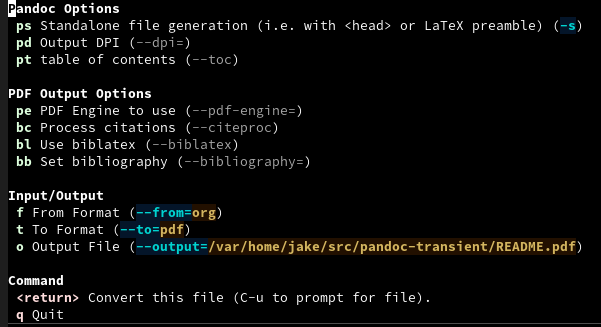 Pandoc Options
ps Standalone file generation (i.e. with <head> or LaTeX preamble) (-s)
pd Output DPI (--dpi=)
pt table of contents (--toc)
PDF Output Options
pe PDF Engine to use (--pdf-engine=)
bc Process citations (--citeproc)
bl Use biblatex (--biblatex)
bb Set bibliography (--bibliography=)
Input/Output
f From Format (--from=org)
t To Format (--to=pdf)
o Output File (--output=/var/home/jake/src/pandoc-transient/README.pdf)
Command
<return> Convert this file (C-u to prompt for file).
q Quit